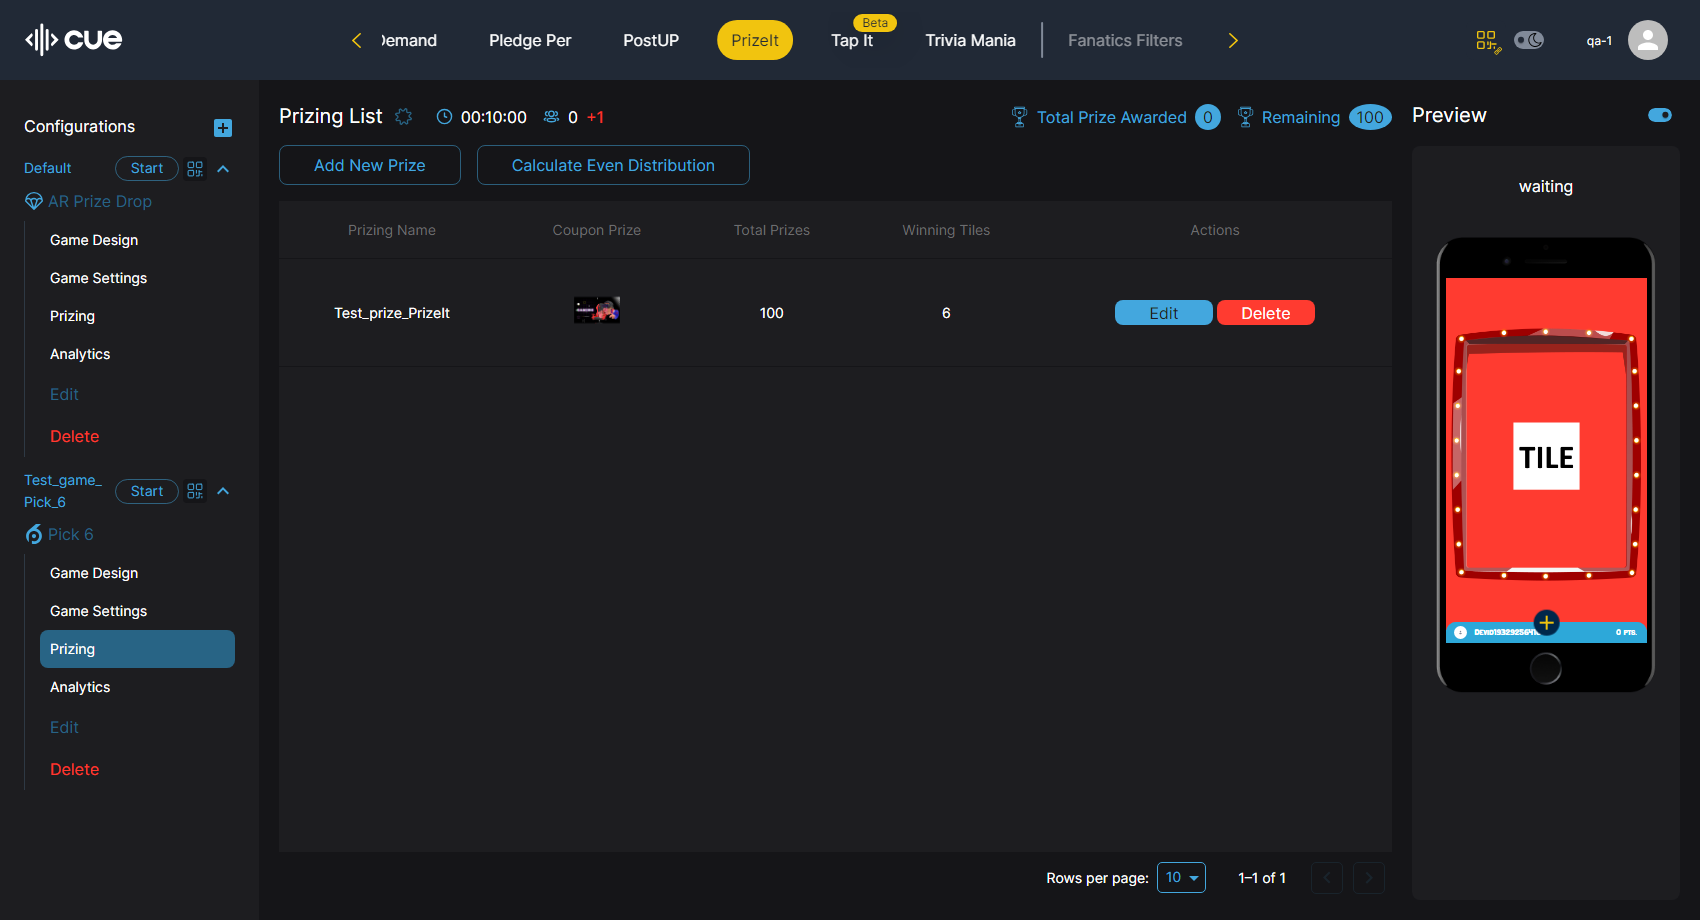 cue
Demand
Pledge Per
PostUP
PrizeIt
Beta
Tap It
Trivia Mania
Fanatics Filters
qa-1
Configurations
Default
Start
AR Prize Drop
Game Design
Game Settings
Prizing
Analytics
Edit
Delete
Test_game_
Pick_6
Start
Pick 6
Game Design
Game Settings
Prizing
Analytics
Edit
Delete
Prizing List
00:10:00
0 +1
Total Prize Awarded 0
Remaining 100
Add New Prize
Calculate Even Distribution
Prizing Name Coupon Prize Total Prizes Winning Tiles Actions
Test_prize_PrizeIt 100 6 Edit Delete
Rows per page: 10 1–1 of 1
Preview
waiting
TILE
0 PTS.